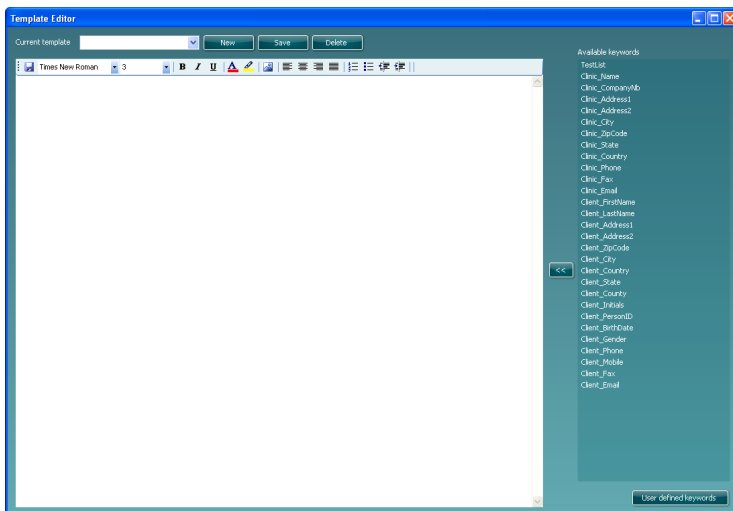 Template Editor
Current template New Save Delete
Available keywords
Times New Roman 3 B I U A
TestList
Clinic_Name
Clinic_CompanyNb
Clinic_Address1
Clinic_Address2
Clinic_City
Clinic_ZipCode
Clinic_State
Clinic_Country
Clinic_Phone
Clinic_Fax
Clinic_Email
Client_FirstName
Client_LastName
Client_Address1
Client_Address2
Client_ZipCode
Client_City
<<
Client_Country
Client_State
Client_County
Client_Initials
Client_PersonID
Client_BirthDate
Client_Gender
Client_Phone
Client_Mobile
Client_Fax
Client_Email
User defined keywords